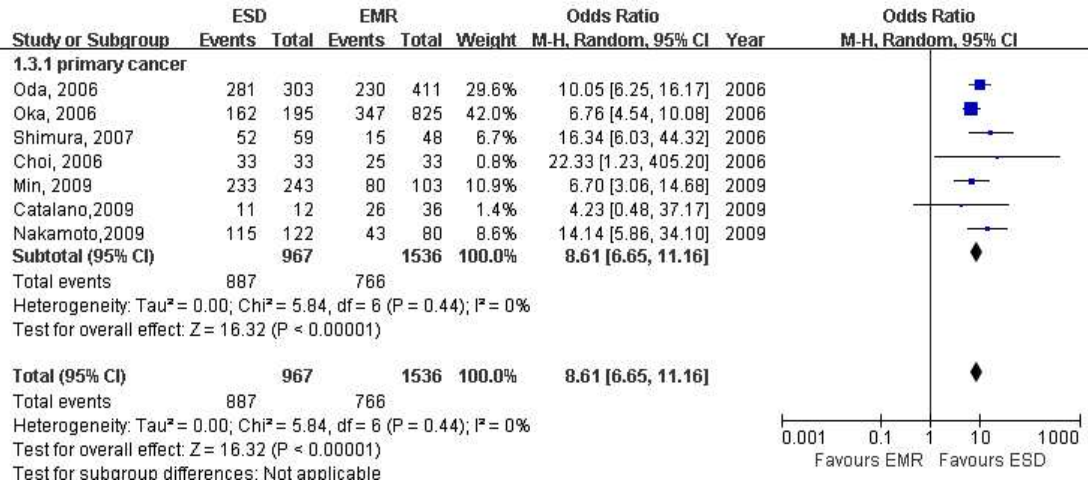 ESD EMR Odds Ratio Odds Ratio
Study or Subgroup Events Total Events Total Weight M-H, Random, 95% CI Year M-H, Random, 95% CI
1.3.1 primary cancer
Oda, 2006 281 303 230 411 29.6% 10.05 [6.25, 16.17] 2006
Oka, 2006 162 195 347 825 42.0% 6.76 [4.54, 10.08] 2006
Shimura, 2007 52 59 15 48 6.7% 16.34 [6.03, 44.32] 2006
Choi, 2006 33 33 25 33 0.8% 22.33 [1.23, 405.20] 2006
Min, 2009 233 243 80 103 10.9% 6.70 [3.06, 14.68] 2009
Catalano,2009 11 12 26 36 1.4% 4.23 [0.48, 37.17] 2009
Nakamoto,2009 115 122 43 80 8.6% 14.14 [5.86, 34.10] 2009
Subtotal (95% CI) 967 1536 100.0% 8.61 [6.65, 11.16]
Total events 887 766
Heterogeneity: Tau² = 0.00; Chi² = 5.84, df = 6 (P = 0.44); I² = 0%
Test for overall effect: Z = 16.32 (P < 0.00001)
Total (95% CI) 967 1536 100.0% 8.61 [6.65, 11.16]
Total events 887 766
Heterogeneity: Tau² = 0.00; Chi² = 5.84, df = 6 (P = 0.44); I² = 0%
Test for overall effect: Z = 16.32 (P < 0.00001)
Test for subgroup differences: Not applicable
0.001 0.1 1 10 1000
Favours EMR Favours ESD